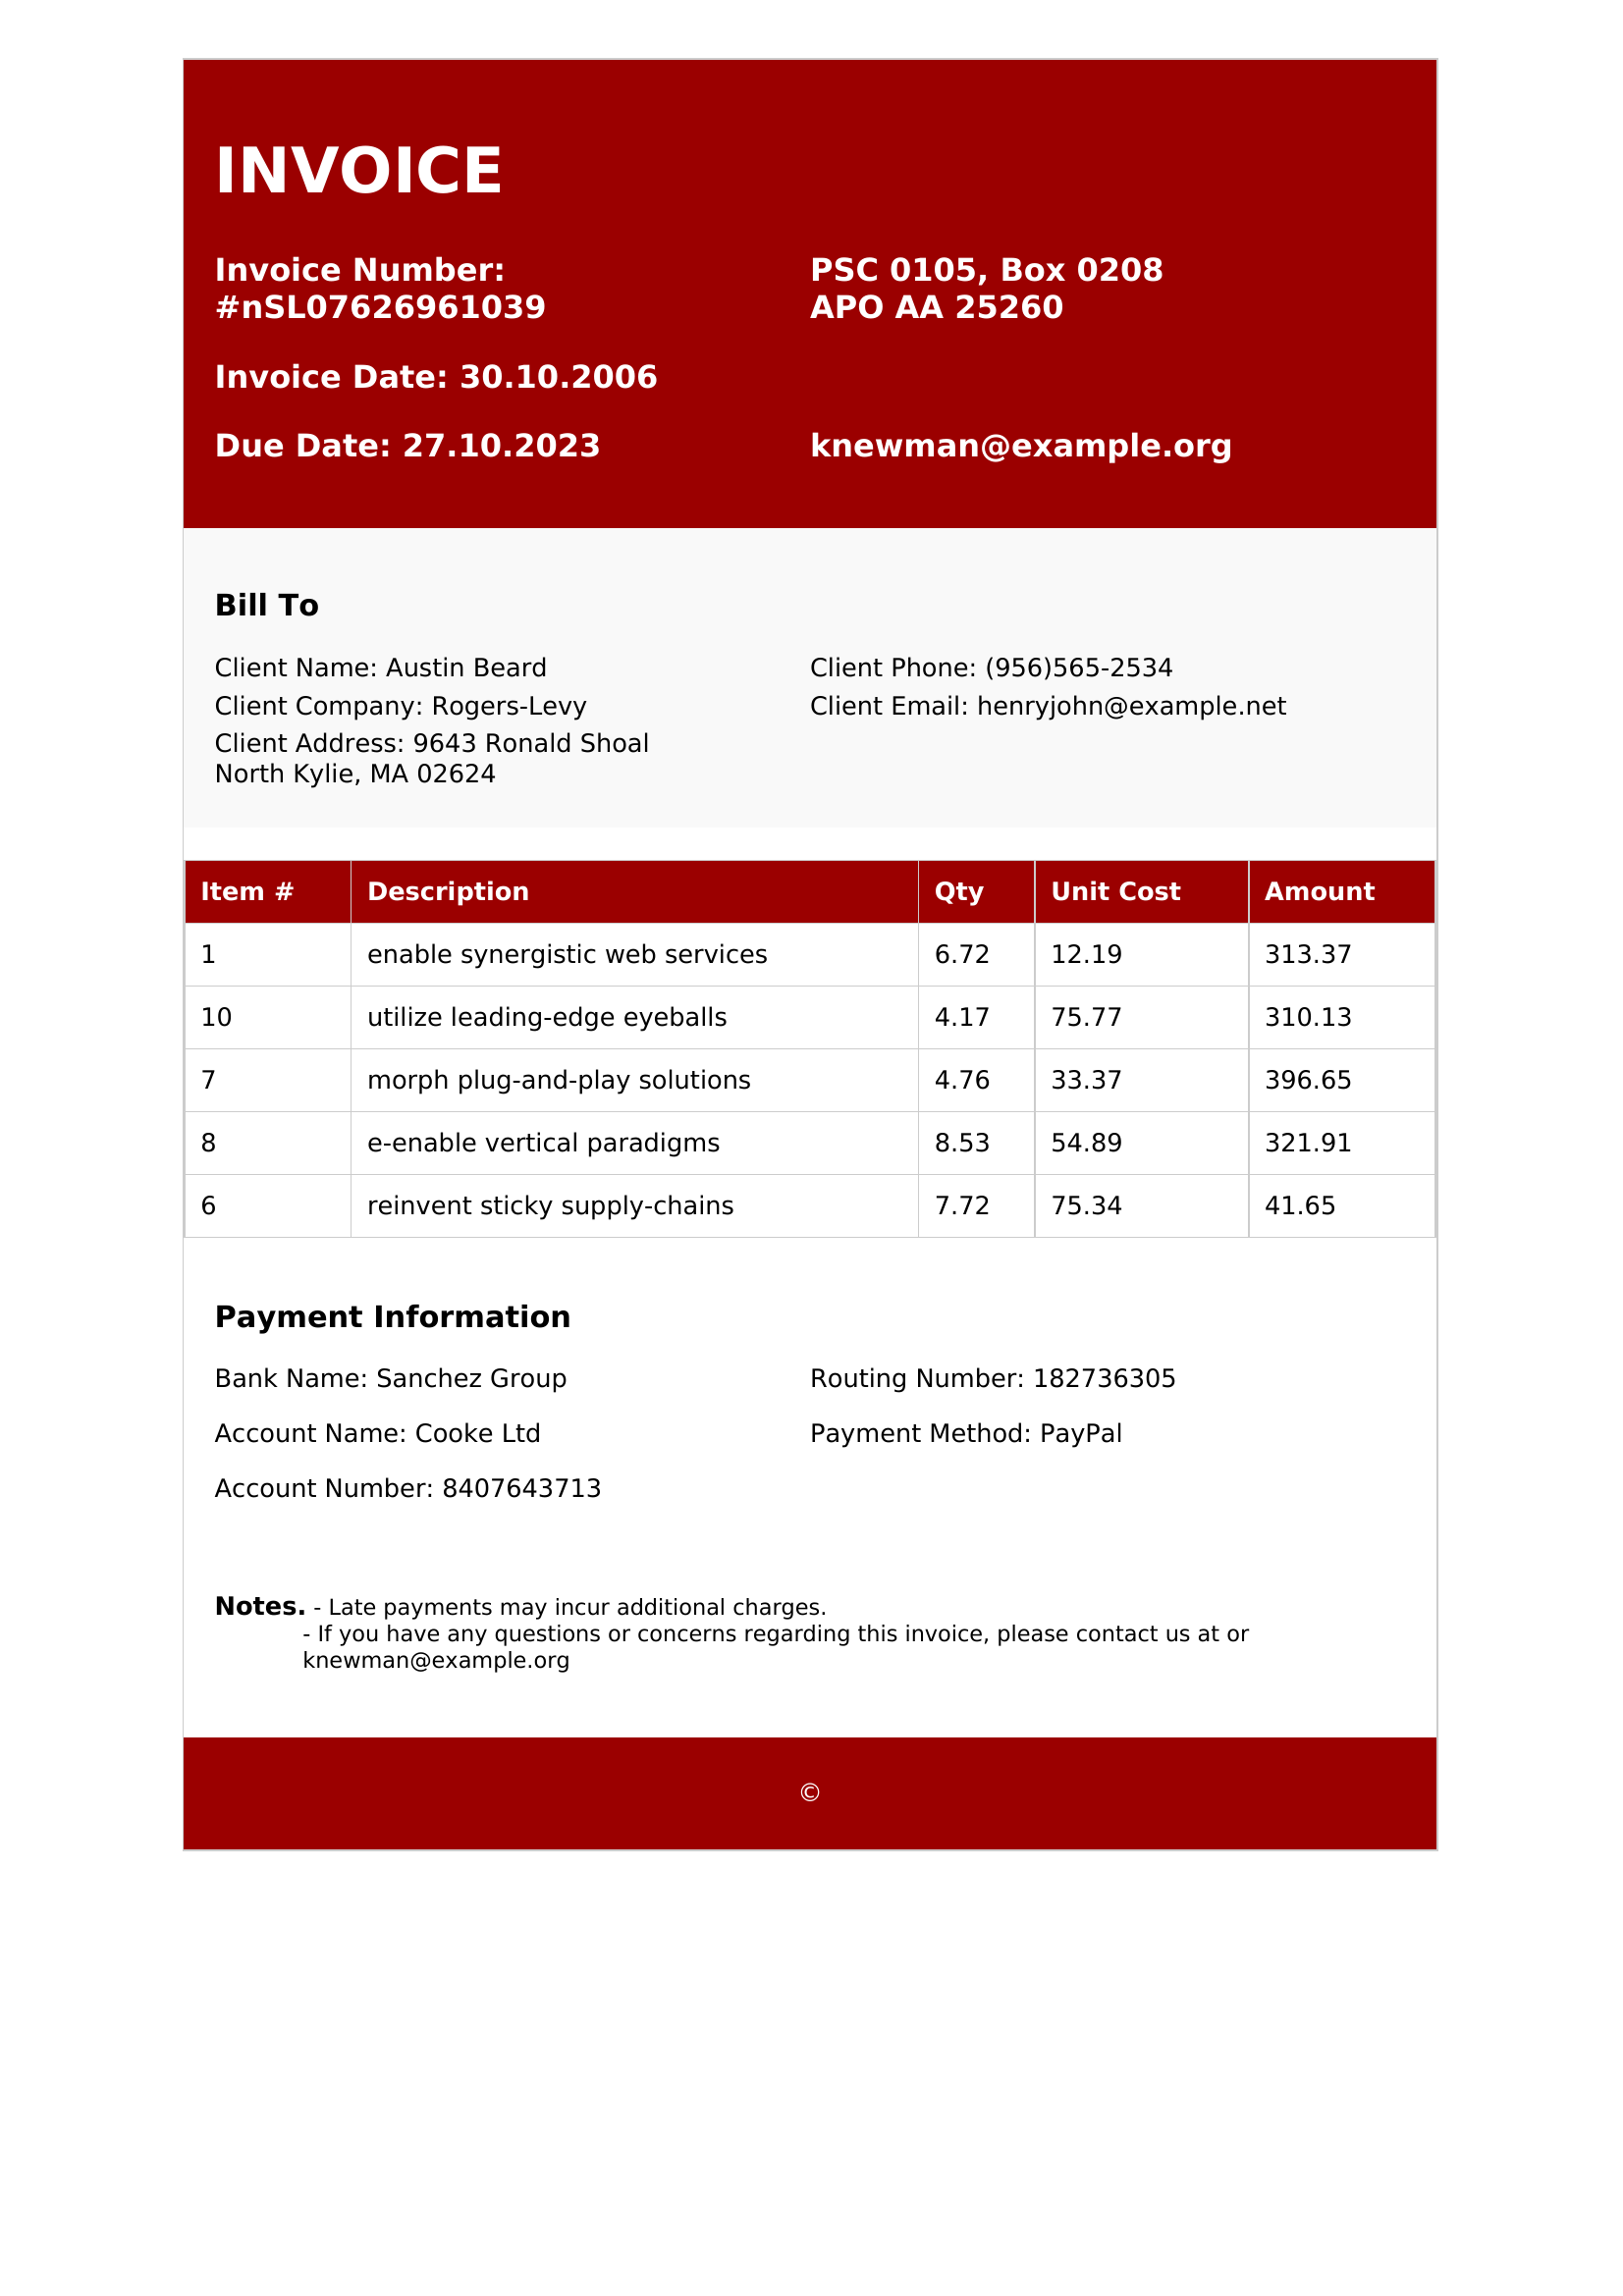 INVOICE
Invoice Number:
#nSL07626961039
PSC 0105, Box 0208
APO AA 25260
Invoice Date: 30.10.2006
Due Date: 27.10.2023
knewman@example.org
Bill To
Client Name: Austin Beard
Client Phone: (956)565-2534
Client Company: Rogers-Levy
Client Email: henryjohn@example.net
Client Address: 9643 Ronald Shoal
North Kylie, MA 02624
Item # Description Qty Unit Cost Amount
1 enable synergistic web services 6.72 12.19 313.37
10 utilize leading-edge eyeballs 4.17 75.77 310.13
7 morph plug-and-play solutions 4.76 33.37 396.65
8 e-enable vertical paradigms 8.53 54.89 321.91
6 reinvent sticky supply-chains 7.72 75.34 41.65
Payment Information
Bank Name: Sanchez Group
Routing Number: 182736305
Account Name: Cooke Ltd
Payment Method: PayPal
Account Number: 8407643713
Notes. - Late payments may incur additional charges.
- If you have any questions or concerns regarding this invoice, please contact us at or
knewman@example.org
©